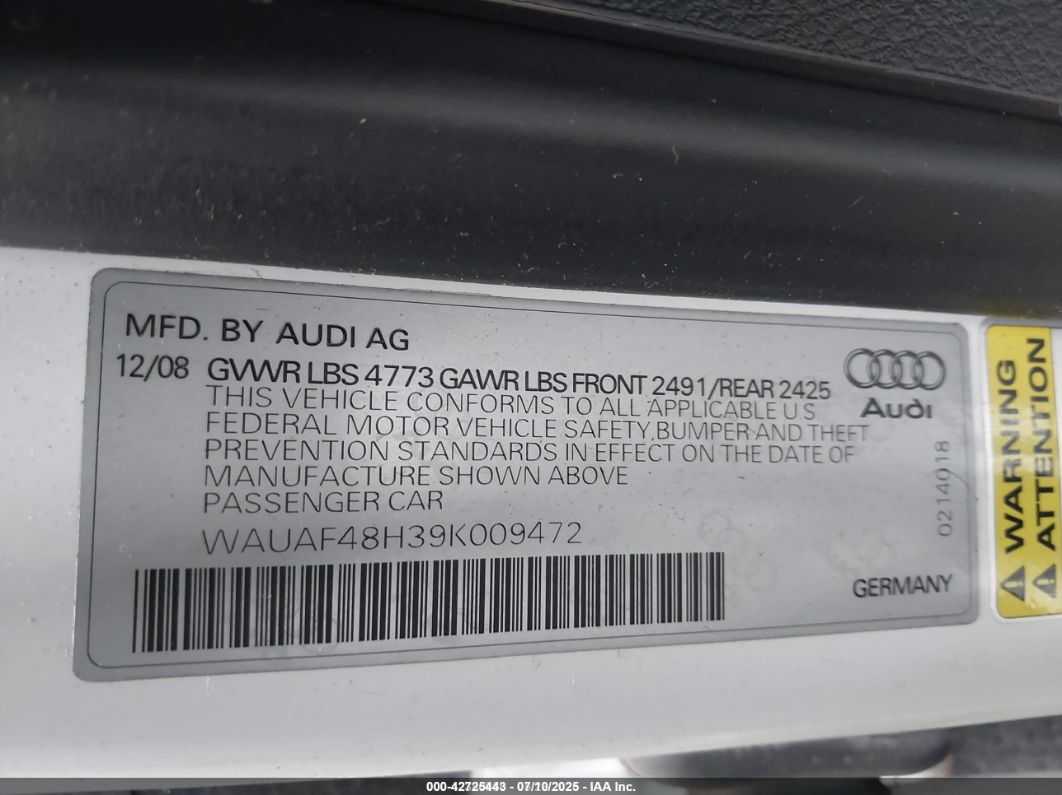 MFD. BY AUDI AG
12/08 GVWR LBS 4773 GAWR LBS FRONT 2491/REAR 2425
THIS VEHICLE CONFORMS TO ALL APPLICABLE U S
FEDERAL MOTOR VEHICLE SAFETY, BUMPER AND THEFT
PREVENTION STANDARDS IN EFFECT ON THE DATE OF
MANUFACTURE SHOWN ABOVE
PASSENGER CAR
WAUAF48H39K009472
Audi
0214018
GERMANY
WARNING
ATTENTION
000-42725443 - 07/10/2025 - IAA Inc.